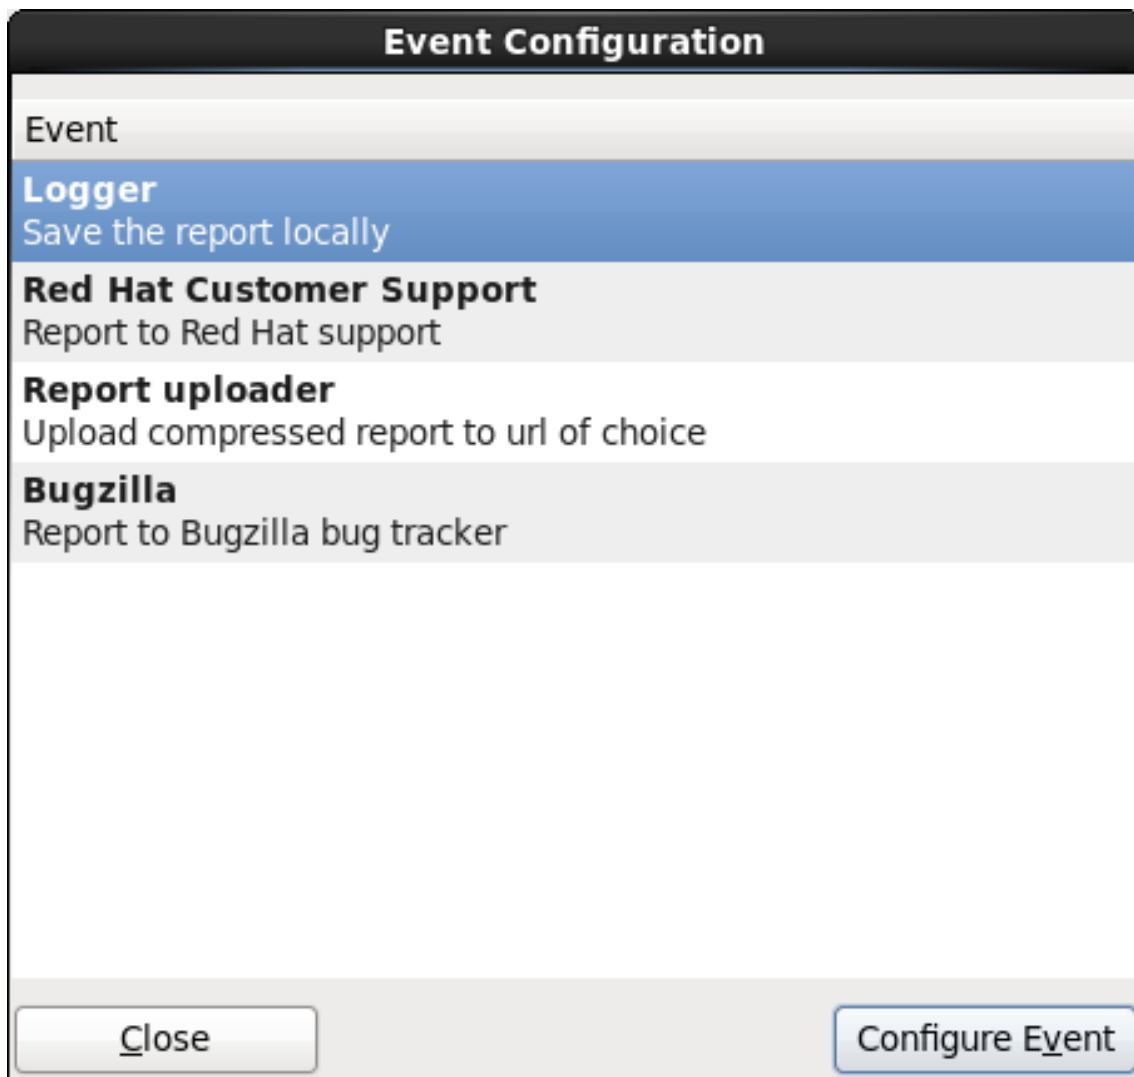 Event Configuration
Event
Logger
Save the report locally
Red Hat Customer Support
Report to Red Hat support
Report uploader
Upload compressed report to url of choice
Bugzilla
Report to Bugzilla bug tracker
Close
Configure Event